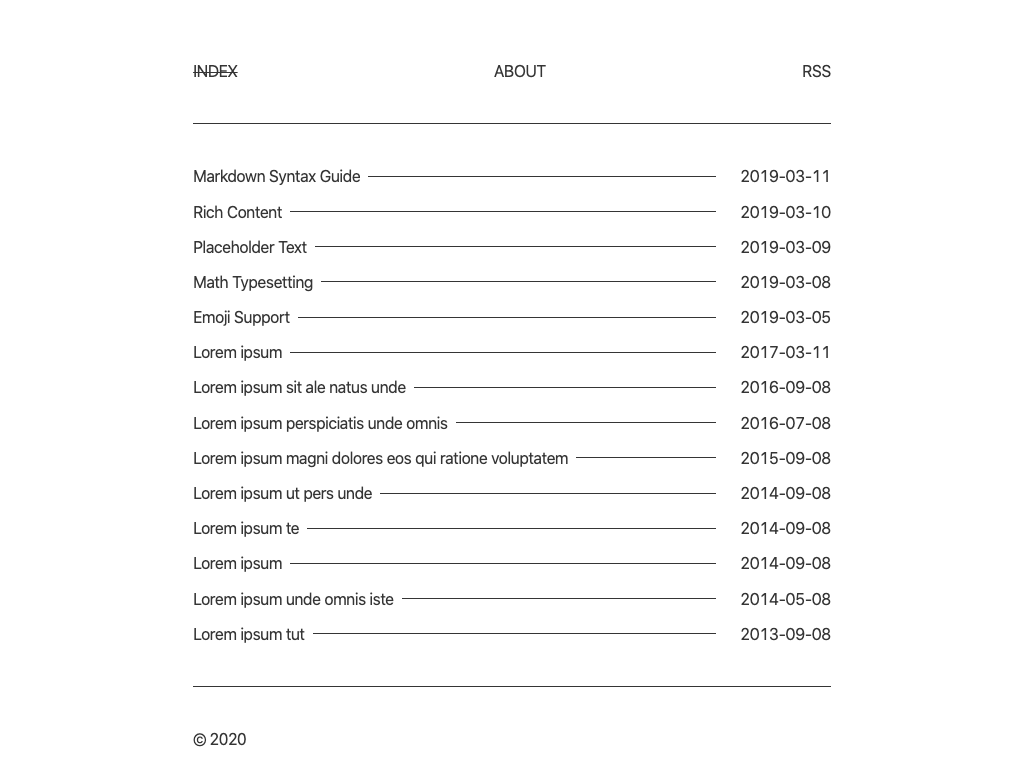 INDEX ABOUT RSS
Markdown Syntax Guide 2019-03-11
Rich Content 2019-03-10
Placeholder Text 2019-03-09
Math Typesetting 2019-03-08
Emoji Support 2019-03-05
Lorem ipsum 2017-03-11
Lorem ipsum sit ale natus unde 2016-09-08
Lorem ipsum perspiciatis unde omnis 2016-07-08
Lorem ipsum magni dolores eos qui ratione voluptatem 2015-09-08
Lorem ipsum ut pers unde 2014-09-08
Lorem ipsum te 2014-09-08
Lorem ipsum 2014-09-08
Lorem ipsum unde omnis iste 2014-05-08
Lorem ipsum tut 2013-09-08
© 2020